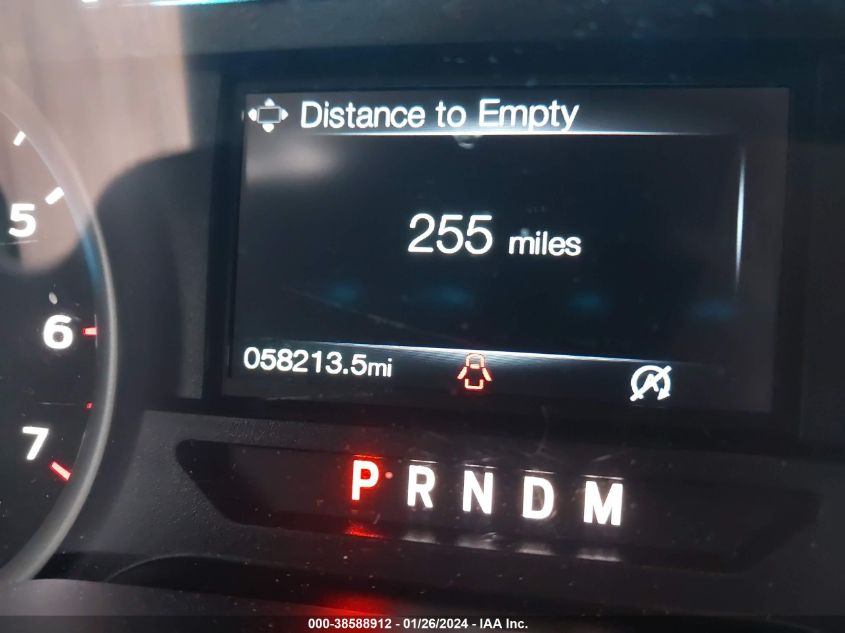 Distance to Empty
5
255 miles
6
058213.5mi
7
P R N D M
000-38588912 - 01/26/2024 - IAA Inc.